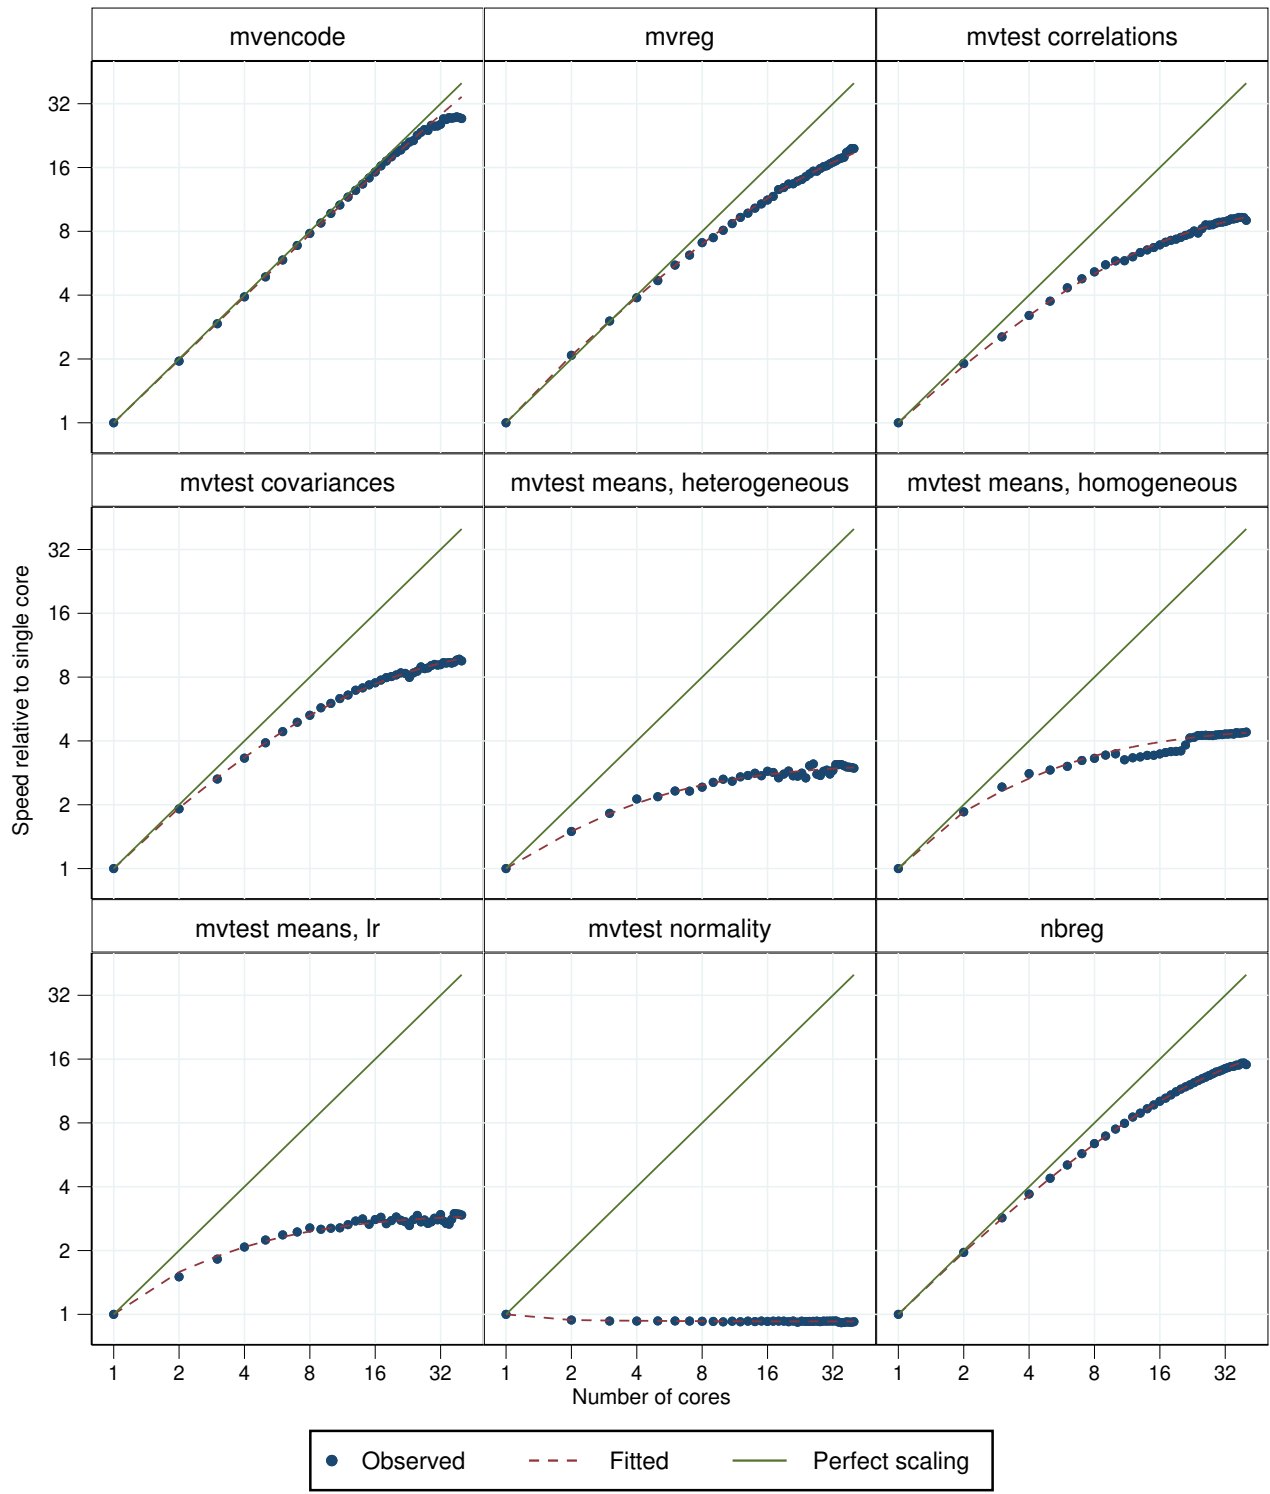 mvencode
mvreg
mvtest correlations
32
16
8
4
2
1
mvtest covariances
mvtest means, heterogeneous
mvtest means, homogeneous
Speed relative to single core
32
16
8
4
2
1
mvtest means, lr
mvtest normality
nbreg
32
16
8
4
2
1
1 2 4 8 16 32 1 2 4 8 16 32 1 2 4 8 16 32
Number of cores
Observed Fitted Perfect scaling